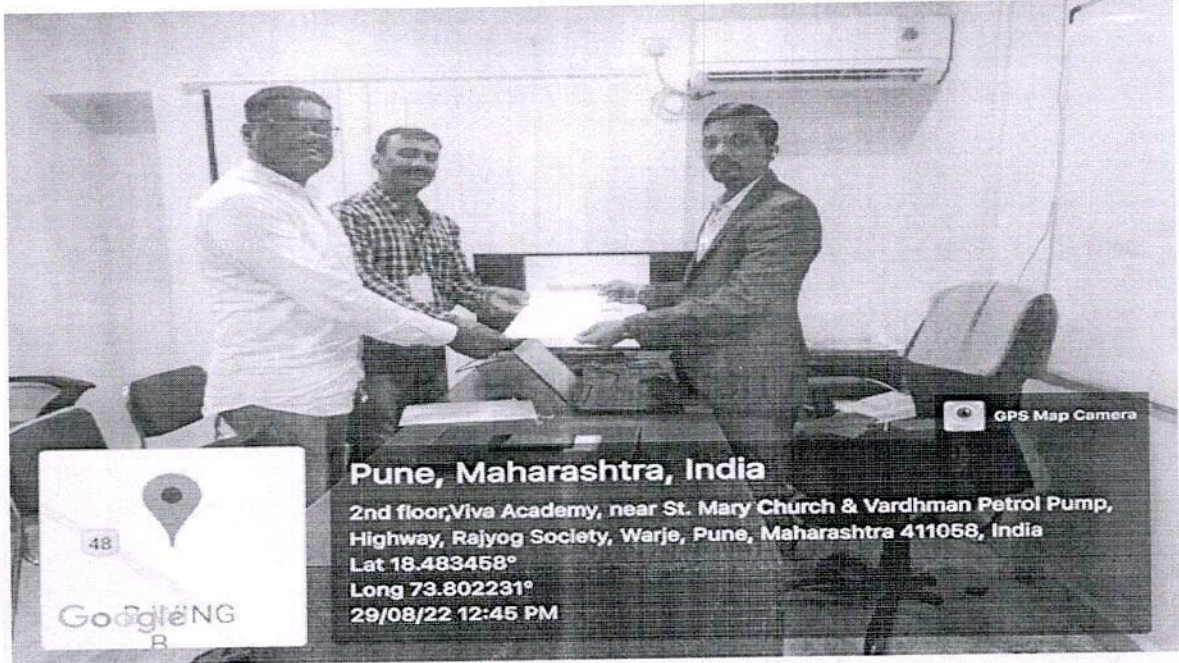 GPS Map Camera
Pune, Maharashtra, India
2nd floor,Viva Academy, near St. Mary Church & Vardhman Petrol Pump,
Highway, Rajyog Society, Warje, Pune, Maharashtra 411058, India
Lat 18.483458°
Long 73.802231°
29/08/22 12:45 PM
48
Google